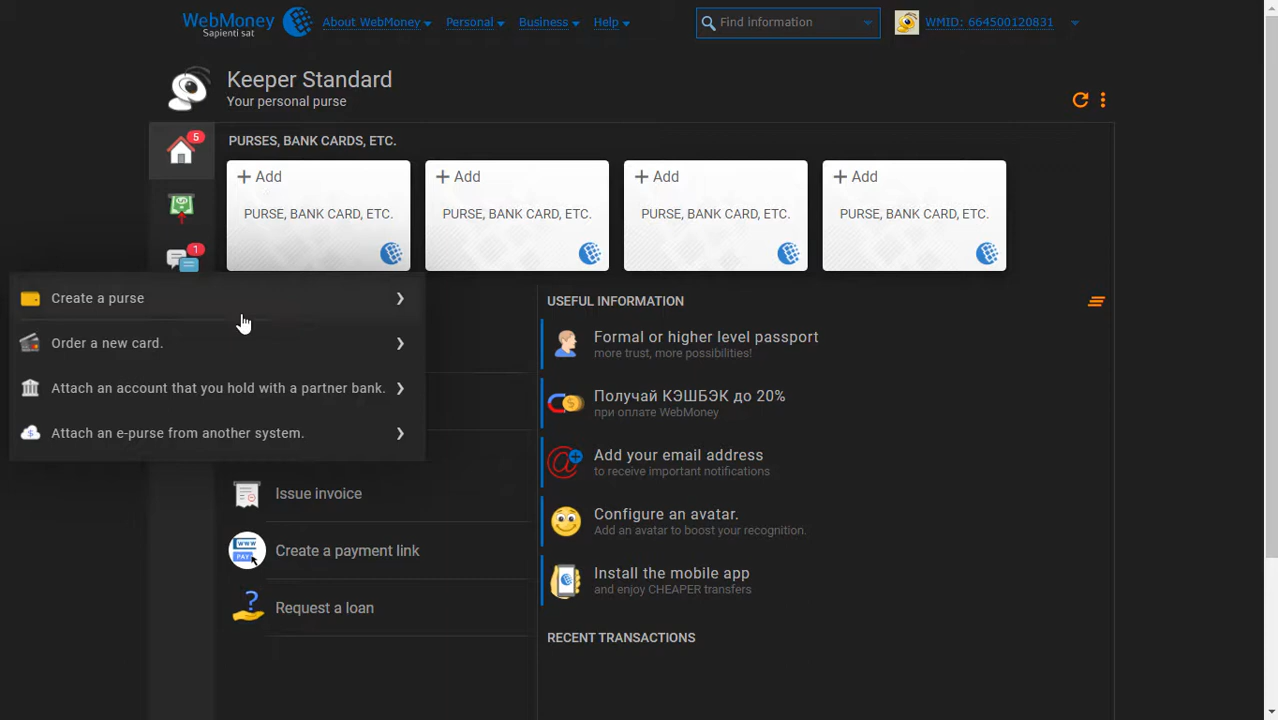 WebMoney
Sapienti sat
About WebMoney
Personal
Business
Help
Find information
WMID: 664500120831
Keeper Standard
Your personal purse
5
1
PURSES, BANK CARDS, ETC.
+ Add
PURSE, BANK CARD, ETC.
+ Add
PURSE, BANK CARD, ETC.
+ Add
PURSE, BANK CARD, ETC.
+ Add
PURSE, BANK CARD, ETC.
Create a purse
Order a new card.
Attach an account that you hold with a partner bank.
Attach an e-purse from another system.
Issue invoice
WWW
PAY
Create a payment link
Request a loan
USEFUL INFORMATION
Formal or higher level passport
more trust, more possibilities!
Получай КЭШБЭК до 20%
при оплате WebMoney
Add your email address
to receive important notifications
Configure an avatar.
Add an avatar to boost your recognition.
Install the mobile app
and enjoy CHEAPER transfers
RECENT TRANSACTIONS